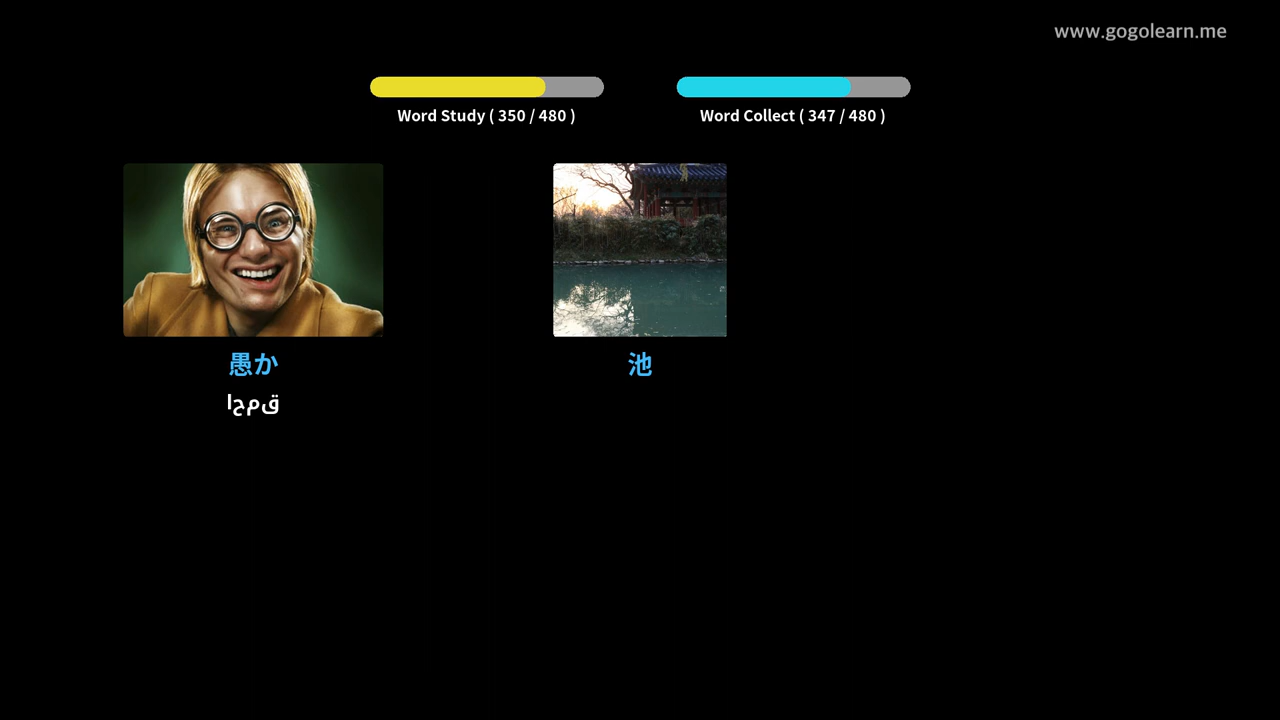 www.gogolearn.me
Word Study ( 350 / 480 )
Word Collect ( 347 / 480 )
愚か
池
احمق